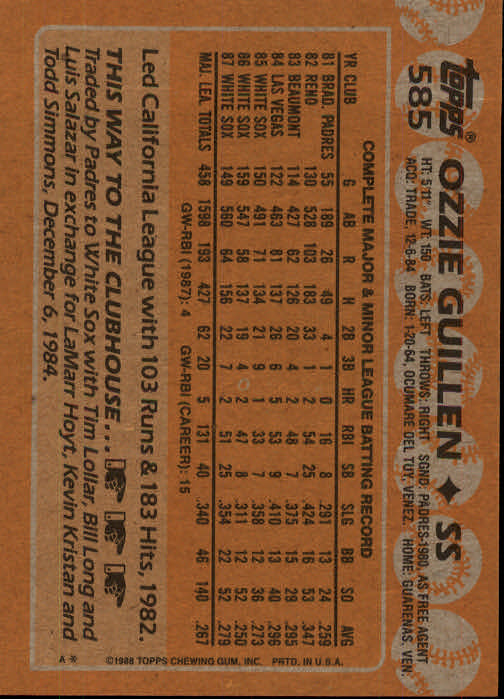 Topps®
585
OZZIE GUILLEN ✦ SS
HT: 5'11" WT: 150 BATS: LEFT THROWS: RIGHT SGND: PADRES-1980, AS FREE AGENT
ACQ: TRADE, 12-6-84 BORN: 1-20-64, OCUMARE DEL TUY, VENEZ. HOME: GUARENAS, VEN.
COMPLETE MAJOR & MINOR LEAGUE BATTING RECORD
YR CLUB G AB R H 2B 3B HR RBI SB SLG BB SO AVG
81 BRAD. PADRES 55 189 26 49 4 1 0 16 8 .291 13 24 .259
82 RENO 130 528 103 183 33 1 2 54 25 .424 16 53 .347
83 BEAUMONT 114 427 62 126 20 4 2 48 7 .375 15 29 .295
84 LAS VEGAS 122 463 81 137 26 6 5 53 9 .410 13 40 .296
85 WHITE SOX 150 491 71 134 21 9 1 33 7 .358 12 36 .273
86 WHITE SOX 159 547 58 137 19 4 2 47 8 .311 12 52 .250
87 WHITE SOX 149 560 64 156 22 7 2 51 25 .354 22 52 .279
MAJ. LEA. TOTALS 458 1598 193 427 62 20 5 131 40 .340 46 140 .267
GW-RBI (1987): 4 GW-RBI (CAREER): 15
Led California League with 103 Runs & 183 Hits, 1982.
THIS WAY TO THE CLUBHOUSE...
Traded by Padres to White Sox with Tim Lollar, Bill Long and
Luis Salazar in exchange for LaMarr Hoyt, Kevin Kristan and
Todd Simmons, December 6, 1984.
©1988 TOPPS CHEWING GUM, INC. PRTD. IN U.S.A. A *